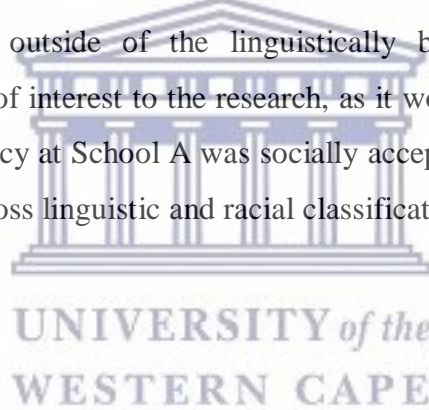 outside of the linguistically b
of interest to the research, as it wo
cy at School A was socially accep
oss linguistic and racial classificat
UNIVERSITY of the
WESTERN CAPE